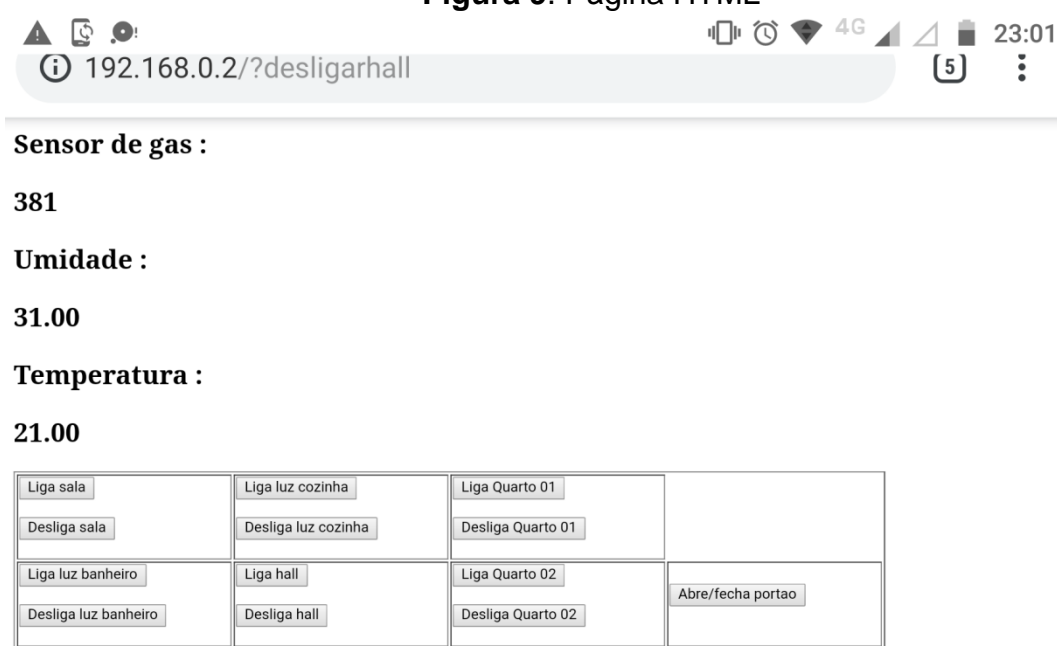 Figura 3: Página HTML
4G 23:01
192.168.0.2/?desligarhall
5
Sensor de gas :
381
Umidade :
31.00
Temperatura :
21.00
Liga sala
Desliga sala
Liga luz cozinha
Desliga luz cozinha
Liga Quarto 01
Desliga Quarto 01
Liga luz banheiro
Desliga luz banheiro
Liga hall
Desliga hall
Liga Quarto 02
Desliga Quarto 02
Abre/fecha portao